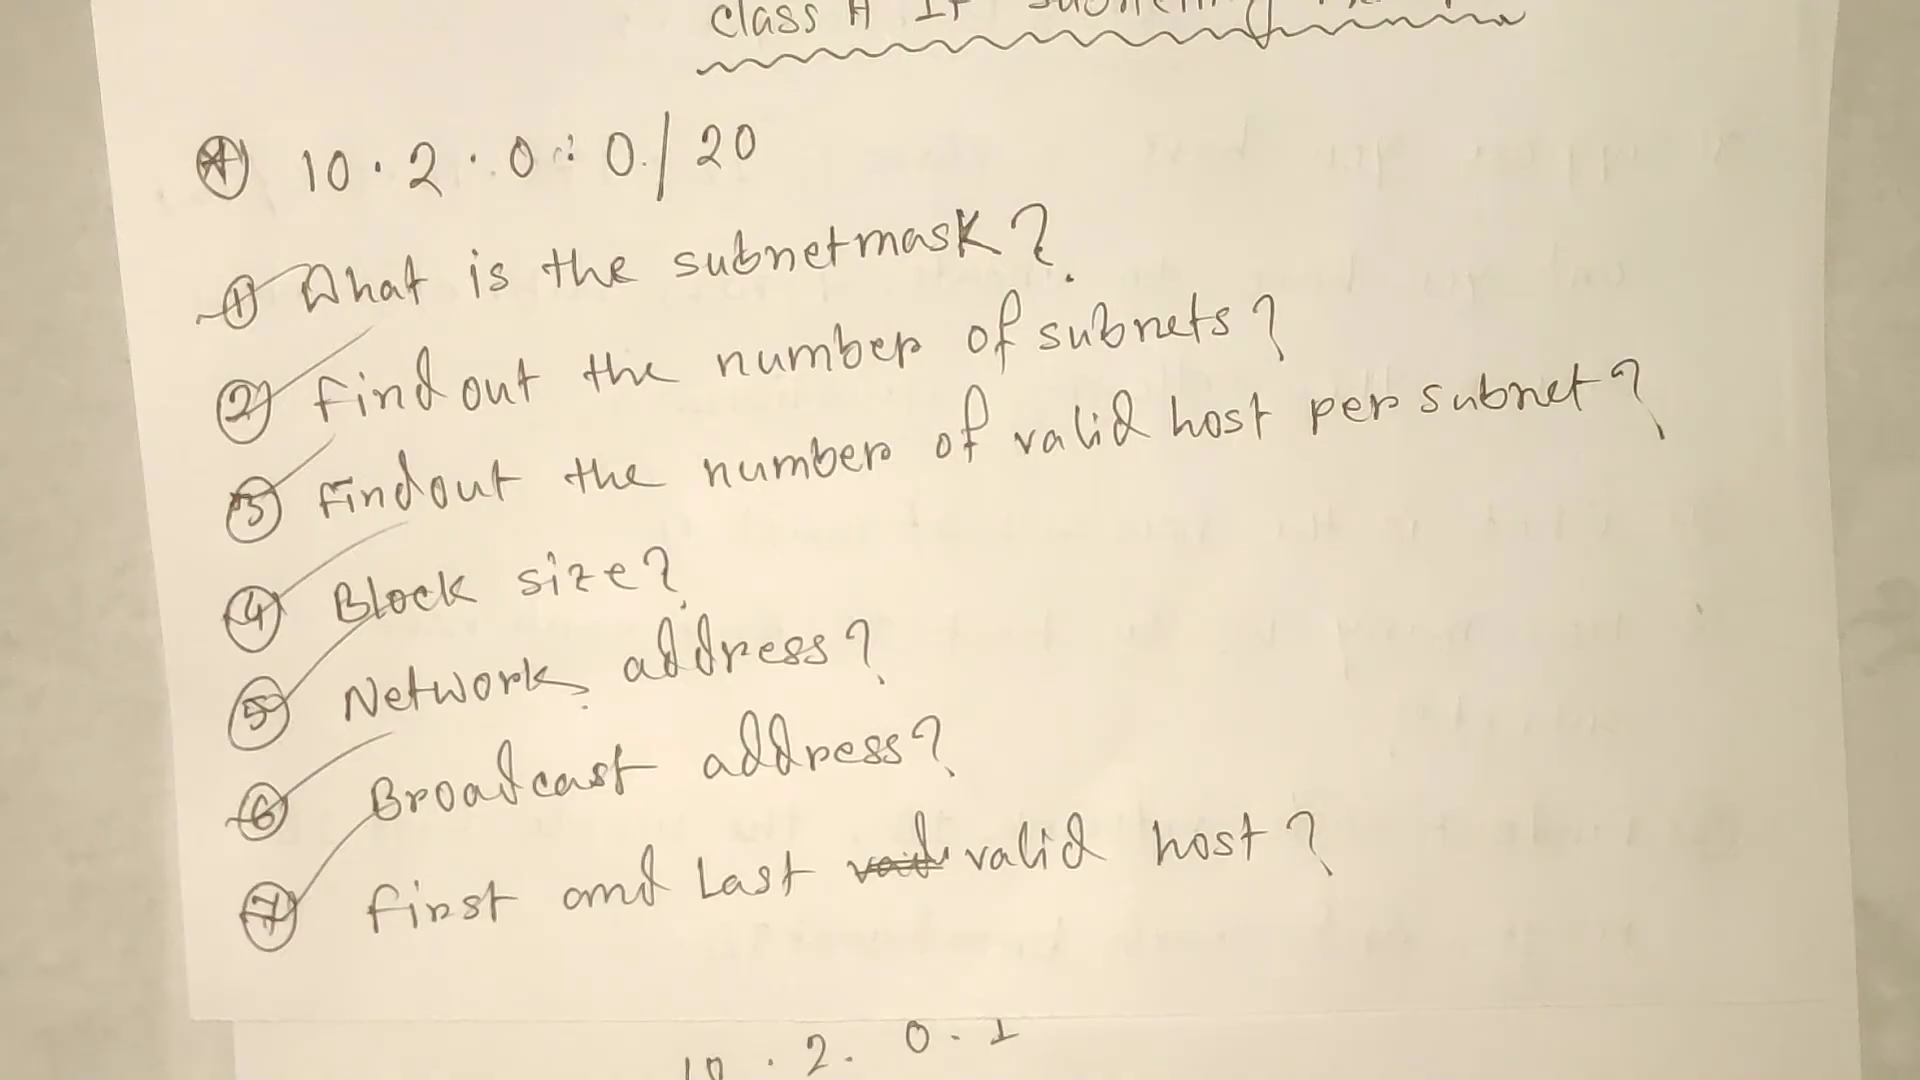 class A IP subnetting
* 10.2.0.0/20
1 What is the subnetmask?
2 Find out the number of subnets?
3 Findout the number of valid host per subnet?
4 Block size?
5 Network address?
6 Broadcast address?
7 First and Last valid host?
10.2.0.1